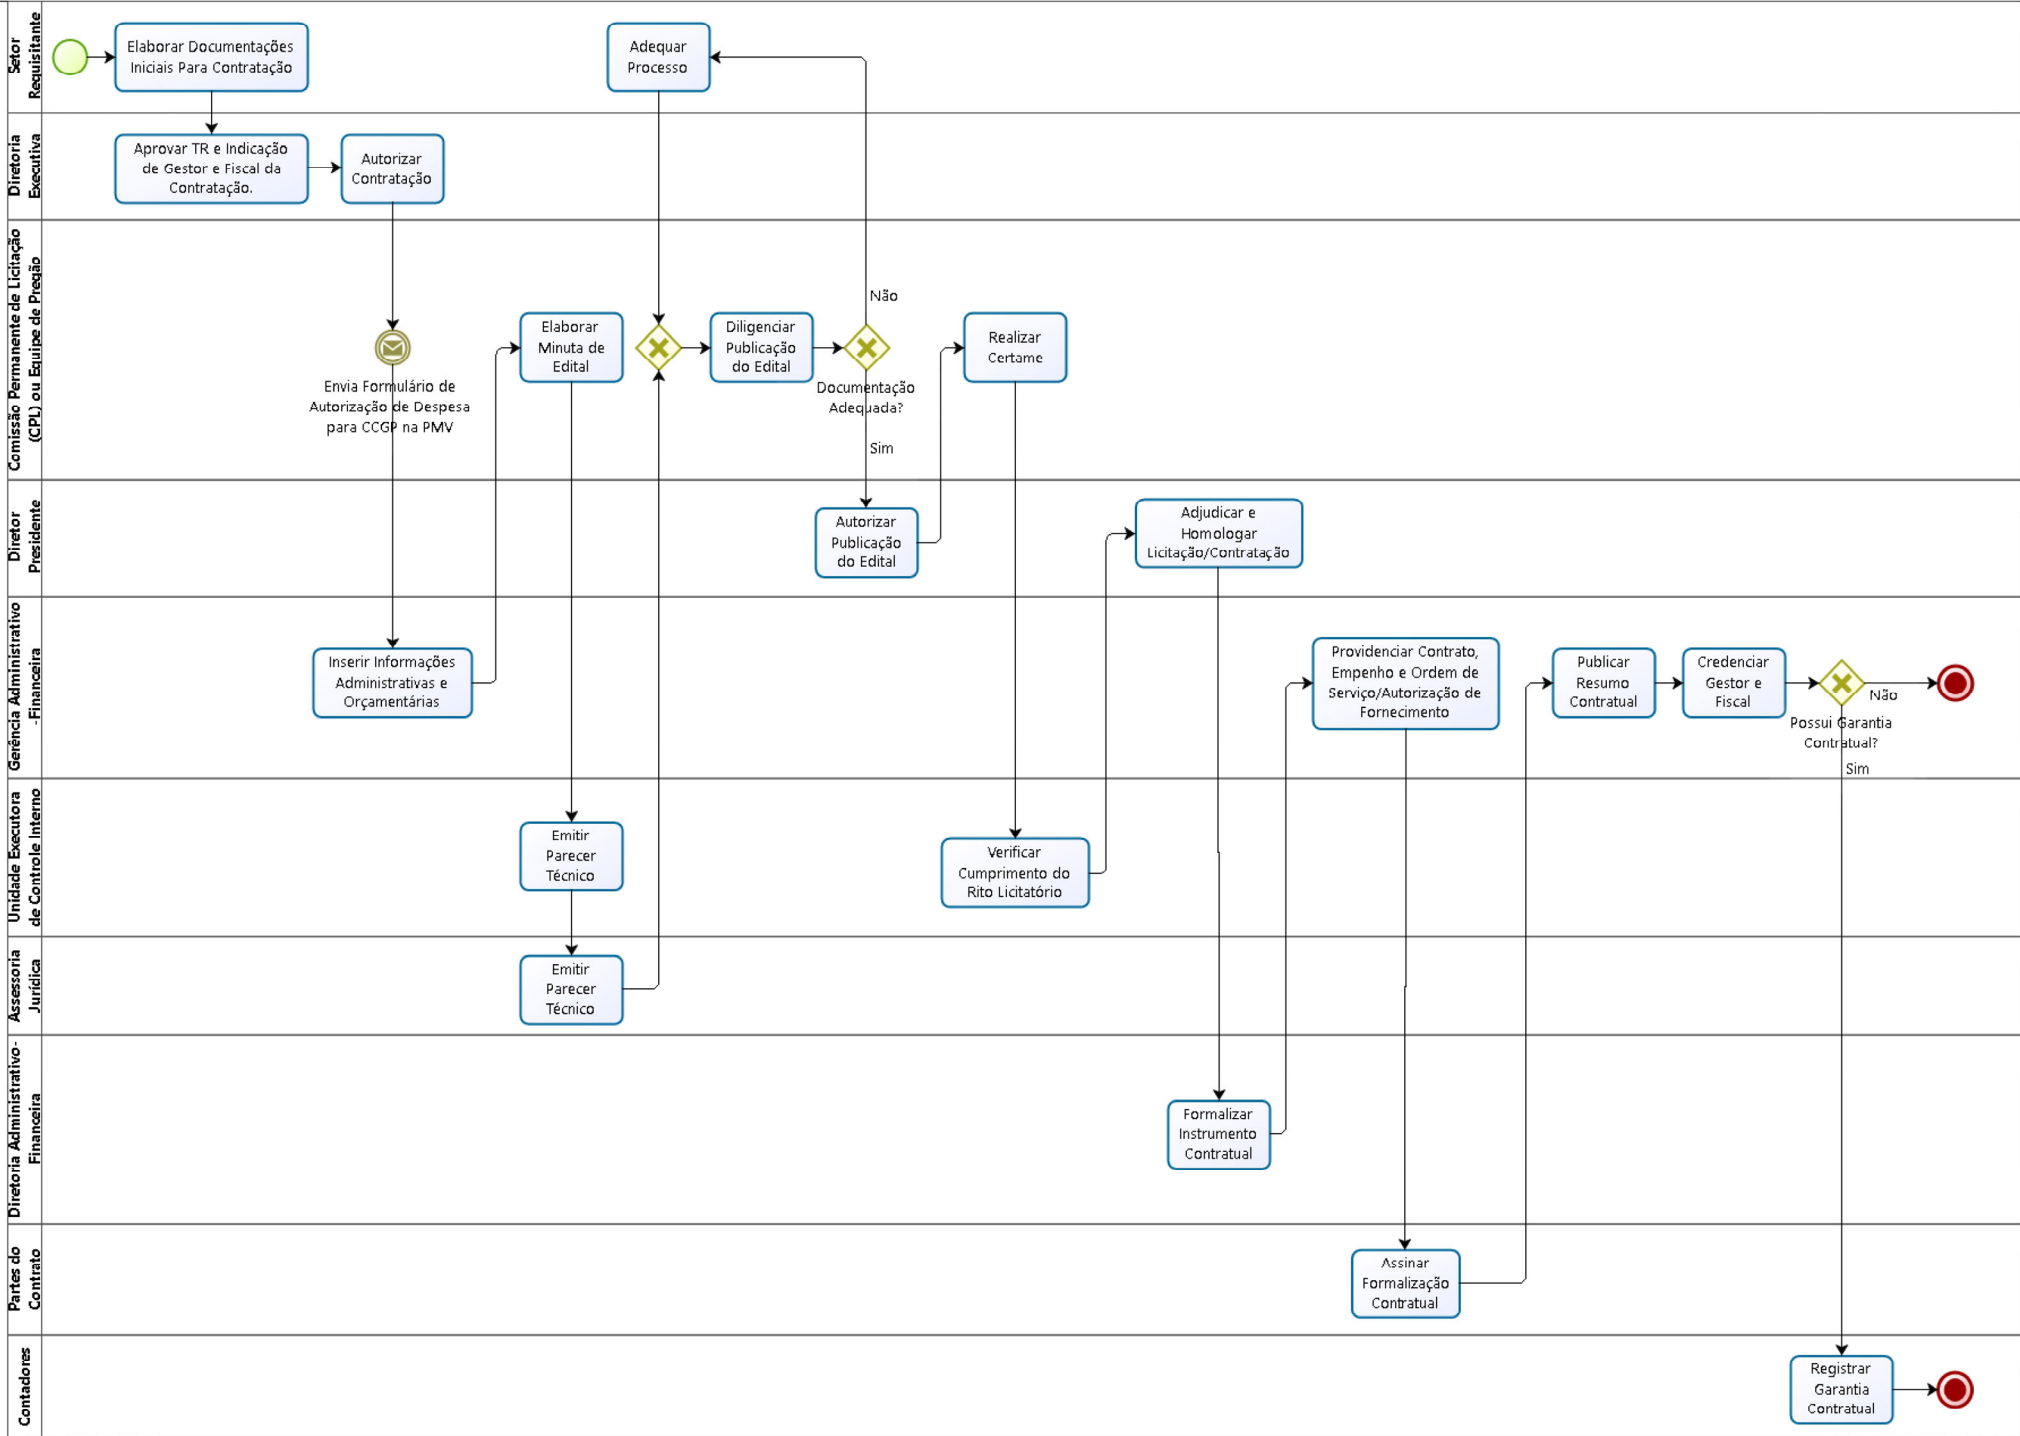 Setor
Requisitante
Elaborar Documentações
Iniciais Para Contratação
Adequar
Processo
Diretoria
Executiva
Aprovar TR e Indicação
de Gestor e Fiscal da
Contratação.
Autorizar
Contratação
Comissão Permanente de Licitação
(CPL) ou Equipe de Pregão
Envia Formulário de
Autorização de Despesa
para CCGP na PMV
Elaborar
Minuta de
Edital
Diligenciar
Publicação
do Edital
Não
Documentação
Adequada?
Sim
Realizar
Certame
Diretor
Presidente
Autorizar
Publicação
do Edital
Adjudicar e
Homologar
Licitação/Contratação
Gerência Administrativo
-Financeira
Inserir Informações
Administrativas e
Orçamentárias
Providenciar Contrato,
Empenho e Ordem de
Serviço/Autorização de
Fornecimento
Publicar
Resumo
Contratual
Credenciar
Gestor e
Fiscal
Não
Possui Garantia
Contratual?
Sim
Unidade Executora
de Controle Interno
Emitir
Parecer
Técnico
Verificar
Cumprimento do
Rito Licitatório
Assessoria
Jurídica
Emitir
Parecer
Técnico
Diretoria Administrativo-
Financeira
Formalizar
Instrumento
Contratual
Partes do
Contrato
Assinar
Formalização
Contratual
Contadores
Registrar
Garantia
Contratual